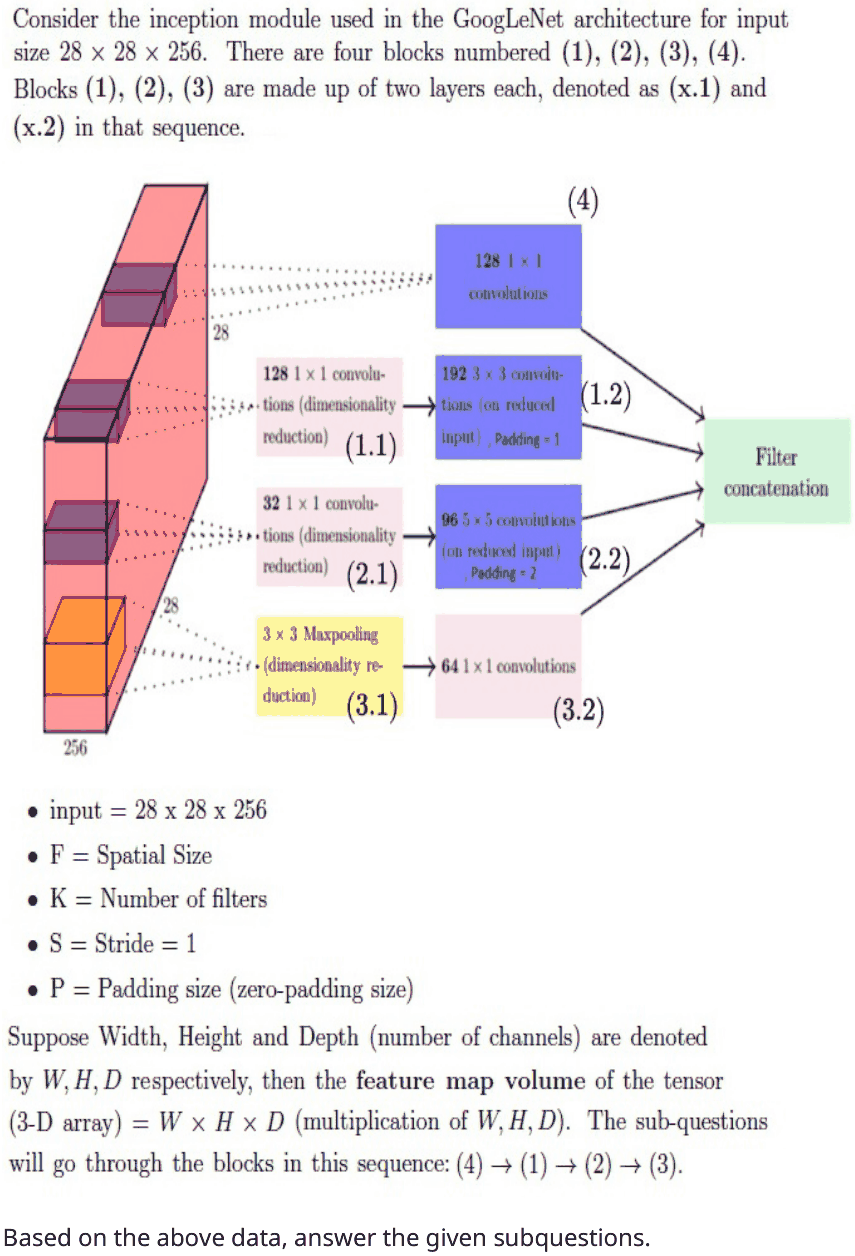 Consider the inception module used in the GoogLeNet architecture for input
size 28 × 28 × 256. There are four blocks numbered (1), (2), (3), (4).
Blocks (1), (2), (3) are made up of two layers each, denoted as (x.1) and
(x.2) in that sequence.
(4)
128 1 × 1
convolutions
28
128 1 × 1 convolu-
tions (dimensionality
reduction) (1.1)
192 3 × 3 convolu-
tions (on reduced
input) , Padding = 1
(1.2)
Filter
concatenation
32 1 × 1 convolu-
tions (dimensionality
reduction) (2.1)
96 5 × 5 convolutions
(on reduced input)
, Padding = 2
(2.2)
28
3 × 3 Maxpooling
(dimensionality re-
duction) (3.1)
64 1 × 1 convolutions
(3.2)
256
• input = 28 x 28 x 256
• F = Spatial Size
• K = Number of filters
• S = Stride = 1
• P = Padding size (zero-padding size)
Suppose Width, Height and Depth (number of channels) are denoted
by W, H, D respectively, then the feature map volume of the tensor
(3-D array) = W × H × D (multiplication of W, H, D). The sub-questions
will go through the blocks in this sequence: (4) → (1) → (2) → (3).
Based on the above data, answer the given subquestions.